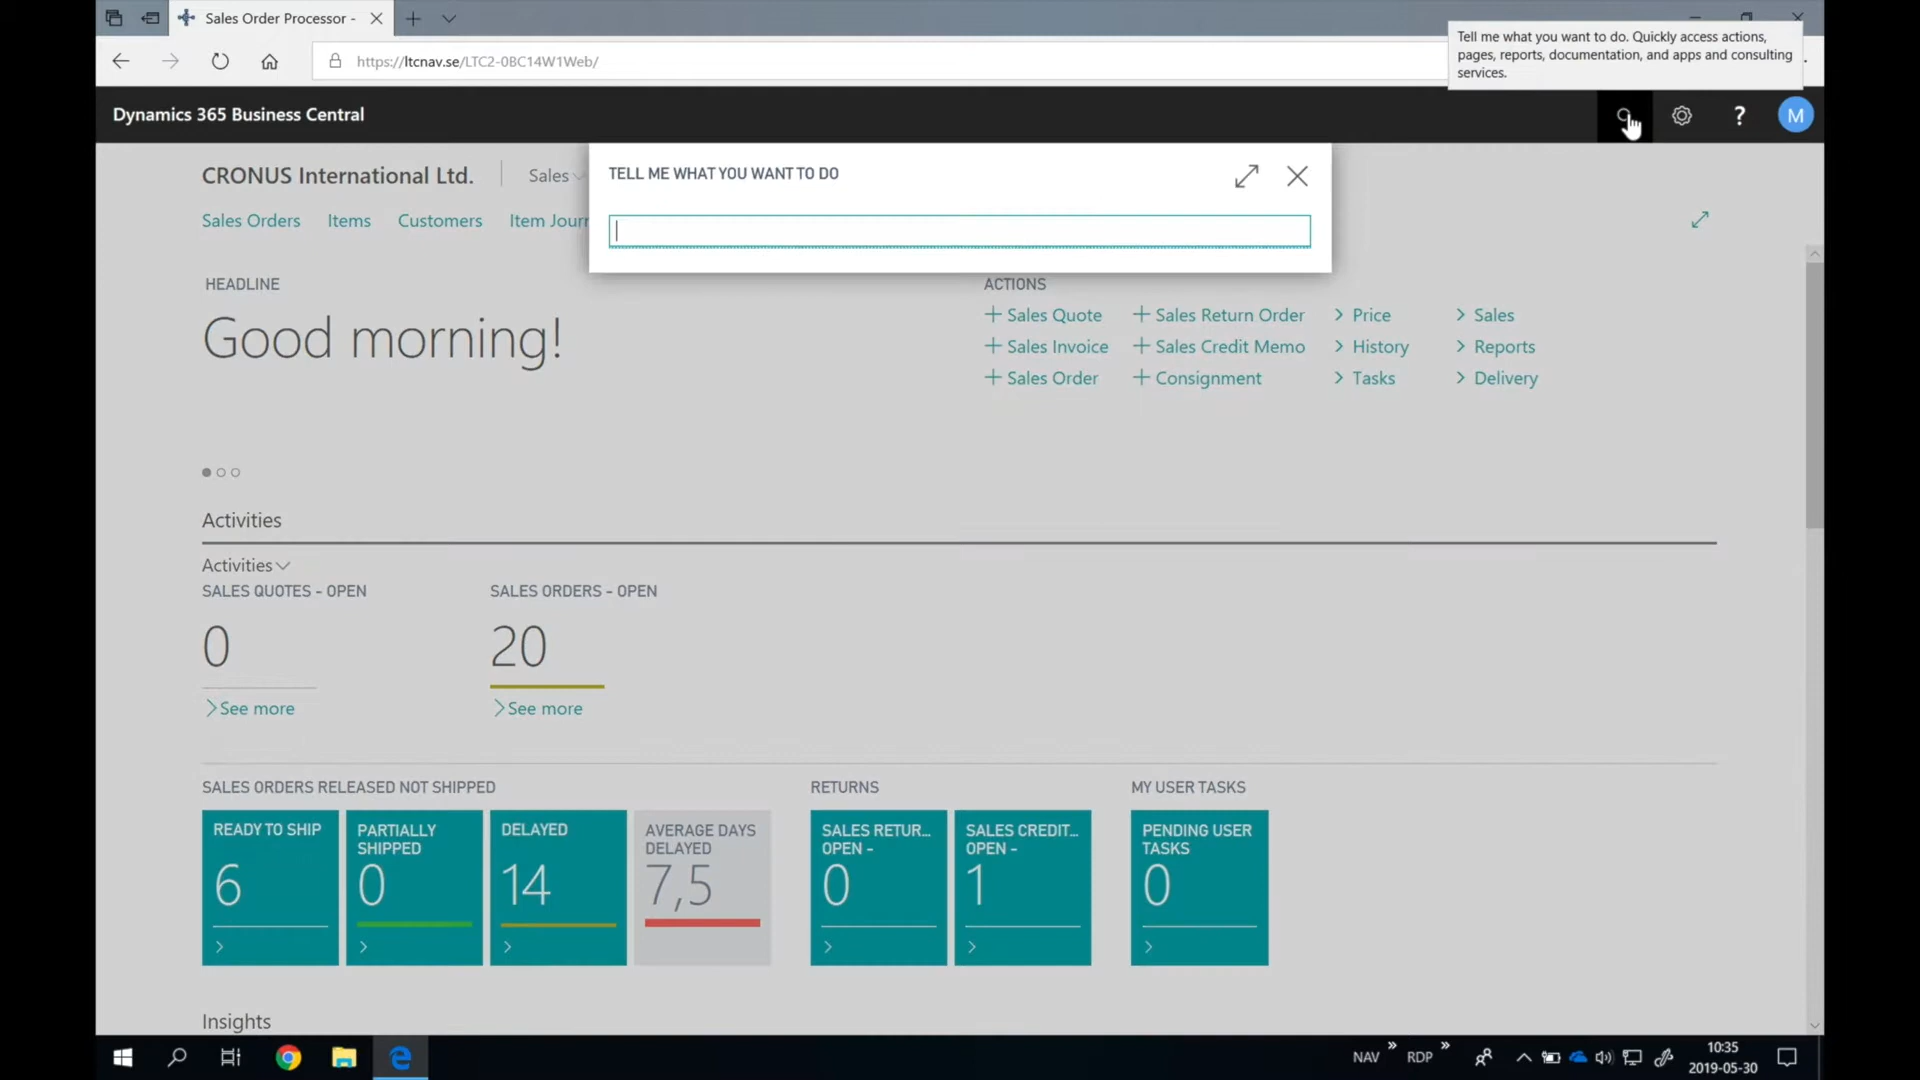 Sales Order Processor -
https://ltcnav.se/LTC2-0BC14W1Web/
Tell me what you want to do. Quickly access actions,
pages, reports, documentation, and apps and consulting
services.
Dynamics 365 Business Central
?
M
CRONUS International Ltd.
Sales
TELL ME WHAT YOU WANT TO DO
Sales Orders
Items
Customers
Item Jour
HEADLINE
Good morning!
ACTIONS
Sales Quote
Sales Return Order
Price
Sales
Sales Invoice
Sales Credit Memo
History
Reports
Sales Order
Consignment
Tasks
Delivery
Activities
Activities
SALES QUOTES - OPEN
SALES ORDERS - OPEN
0
20
See more
See more
SALES ORDERS RELEASED NOT SHIPPED
RETURNS
MY USER TASKS
READY TO SHIP
6
PARTIALLY
SHIPPED
0
DELAYED
14
AVERAGE DAYS
DELAYED
7,5
SALES RETUR...
OPEN -
0
SALES CREDIT...
OPEN -
1
PENDING USER
TASKS
0
Insights
NAV
RDP
10:35
2019-05-30